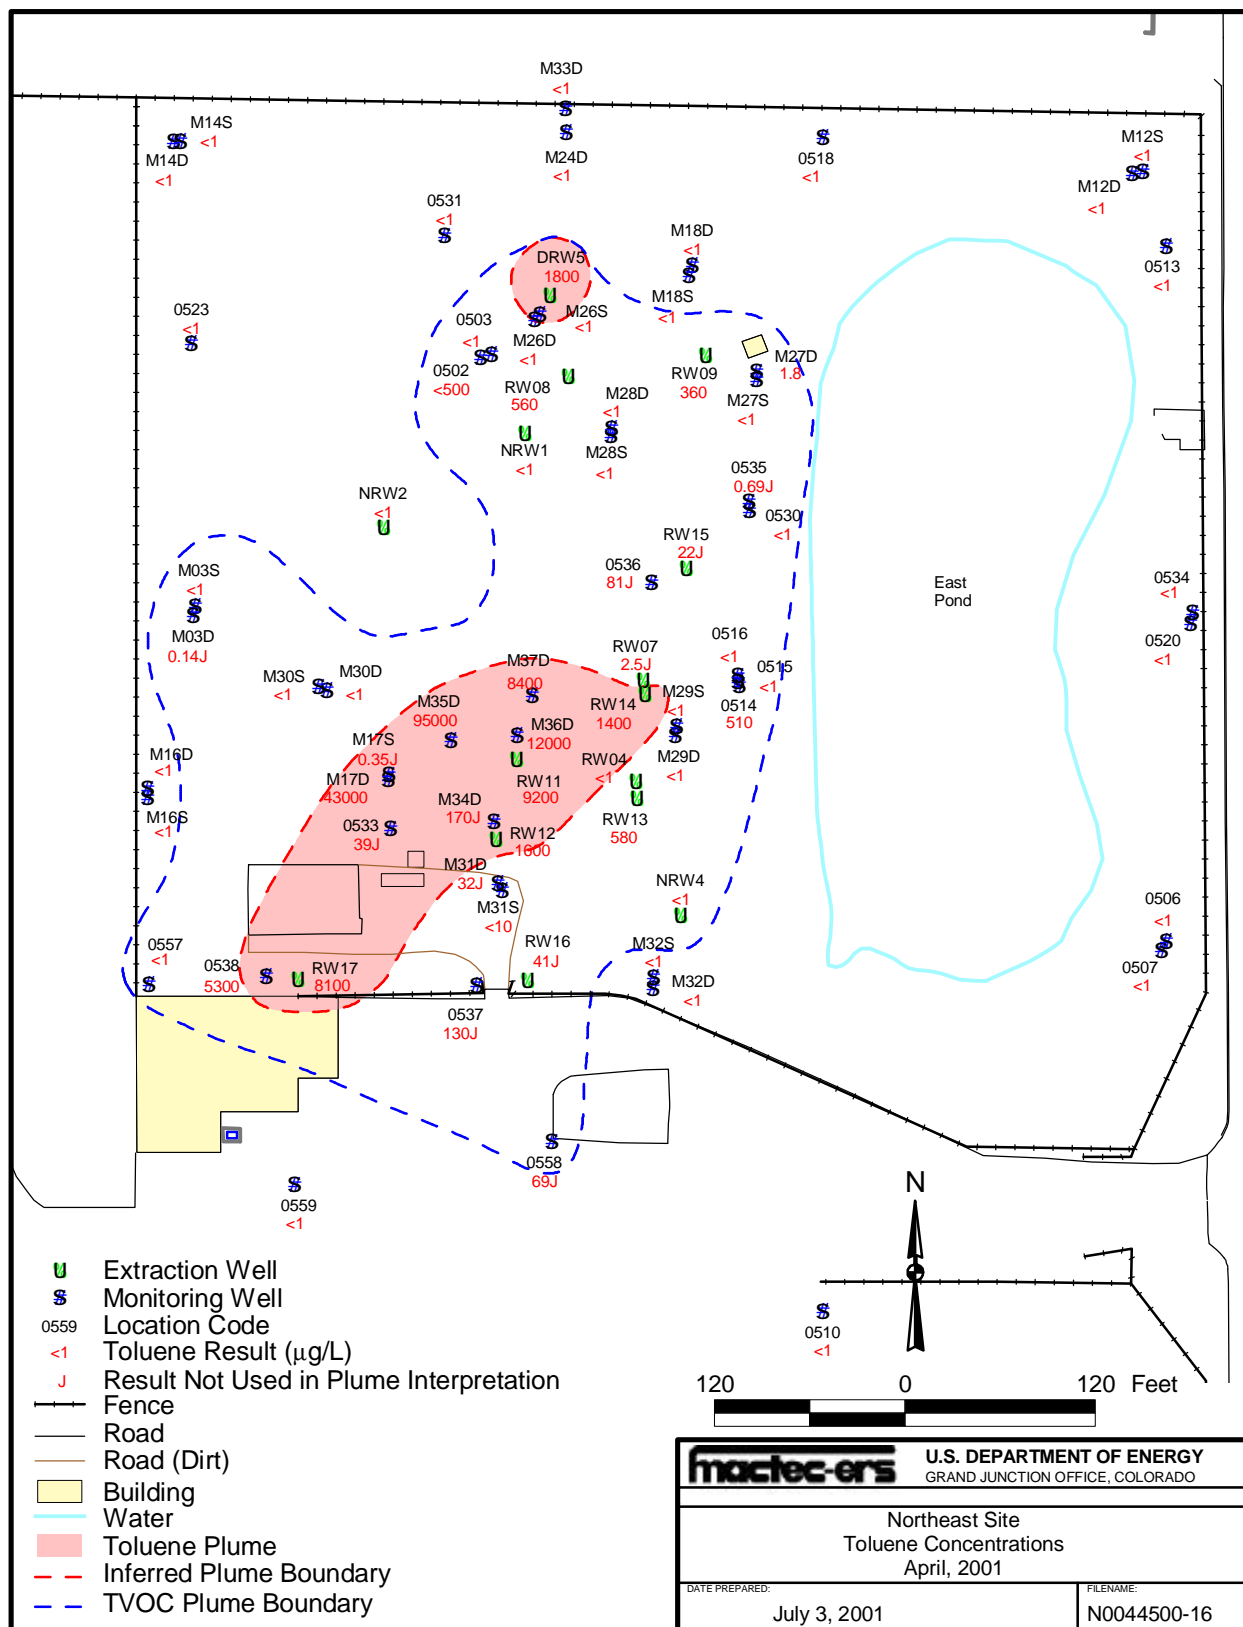 M33D
<1
M14S
<1
M14D
<1
M24D
<1
0518
<1
M12S
<1
M12D
<1
0531
<1
M18D
<1
0513
<1
DRW5
1800
M18S
<1
0523
<1
0503
<1
M26S
<1
M26D
<1
0502
<500
RW08
560
RW09
360
M27D
1.8
M27S
<1
M28D
<1
M28S
<1
NRW1
<1
0535
0.69J
0530
<1
NRW2
<1
RW15
22J
0536
81J
East
Pond
0534
<1
0520
<1
M03S
<1
M03D
0.14J
0516
<1
0515
<1
0514
510
RW07
2.5J
M37D
8400
M30S
<1
M30D
<1
M29S
<1
RW14
1400
M35D
95000
M36D
12000
M29D
<1
M17S
0.35J
M17D
43000
RW04
<1
RW11
9200
M16D
<1
M16S
<1
M34D
170J
RW13
580
0533
39J
RW12
1600
M31D
32J
M31S
<10
NRW4
<1
0506
<1
0507
<1
0557
<1
0538
5300
RW17
8100
RW16
41J
M32S
<1
M32D
<1
0537
130J
0558
69J
0559
<1
N
0510
<1
Extraction Well
Monitoring Well
0559 Location Code
<1 Toluene Result (μg/L)
J Result Not Used in Plume Interpretation
Fence
Road
Road (Dirt)
Building
Water
Toluene Plume
Inferred Plume Boundary
TVOC Plume Boundary
120 0 120 Feet
mactec-ers
U.S. DEPARTMENT OF ENERGY
GRAND JUNCTION OFFICE, COLORADO
Northeast Site
Toluene Concentrations
April, 2001
DATE PREPARED:
July 3, 2001
FILENAME:
N0044500-16